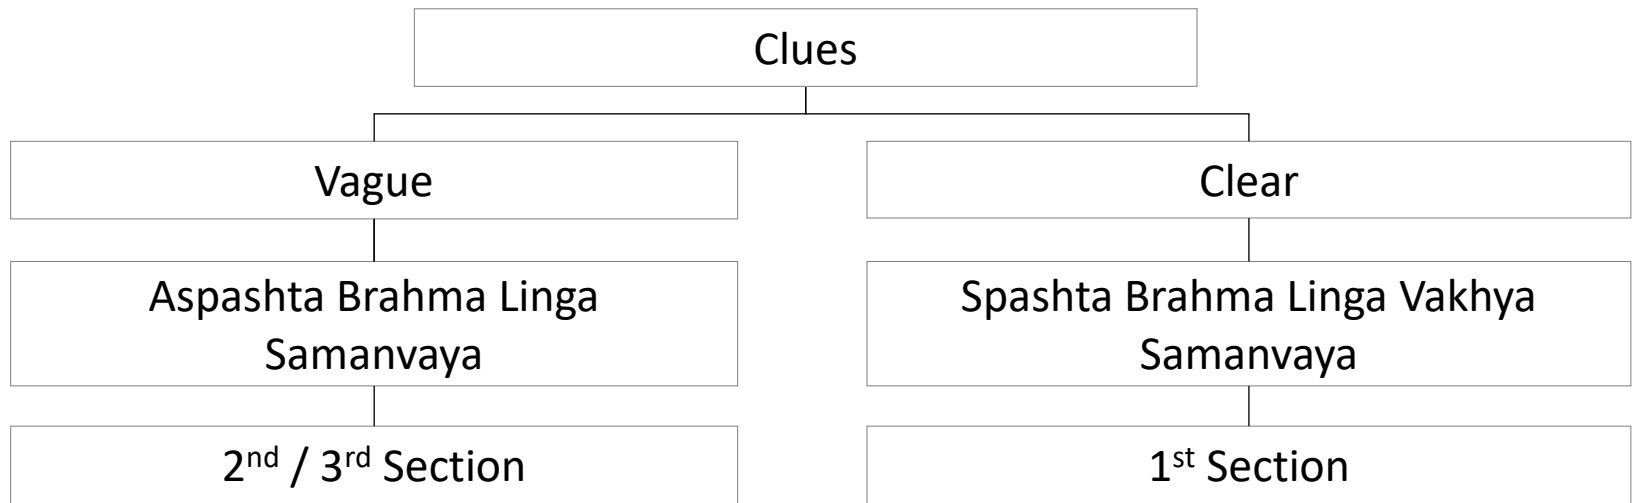 Clues
Vague
Clear
Aspashta Brahma Linga
Samanvaya
Spashta Brahma Linga Vakhya
Samanvaya
2nd / 3rd Section
1st Section